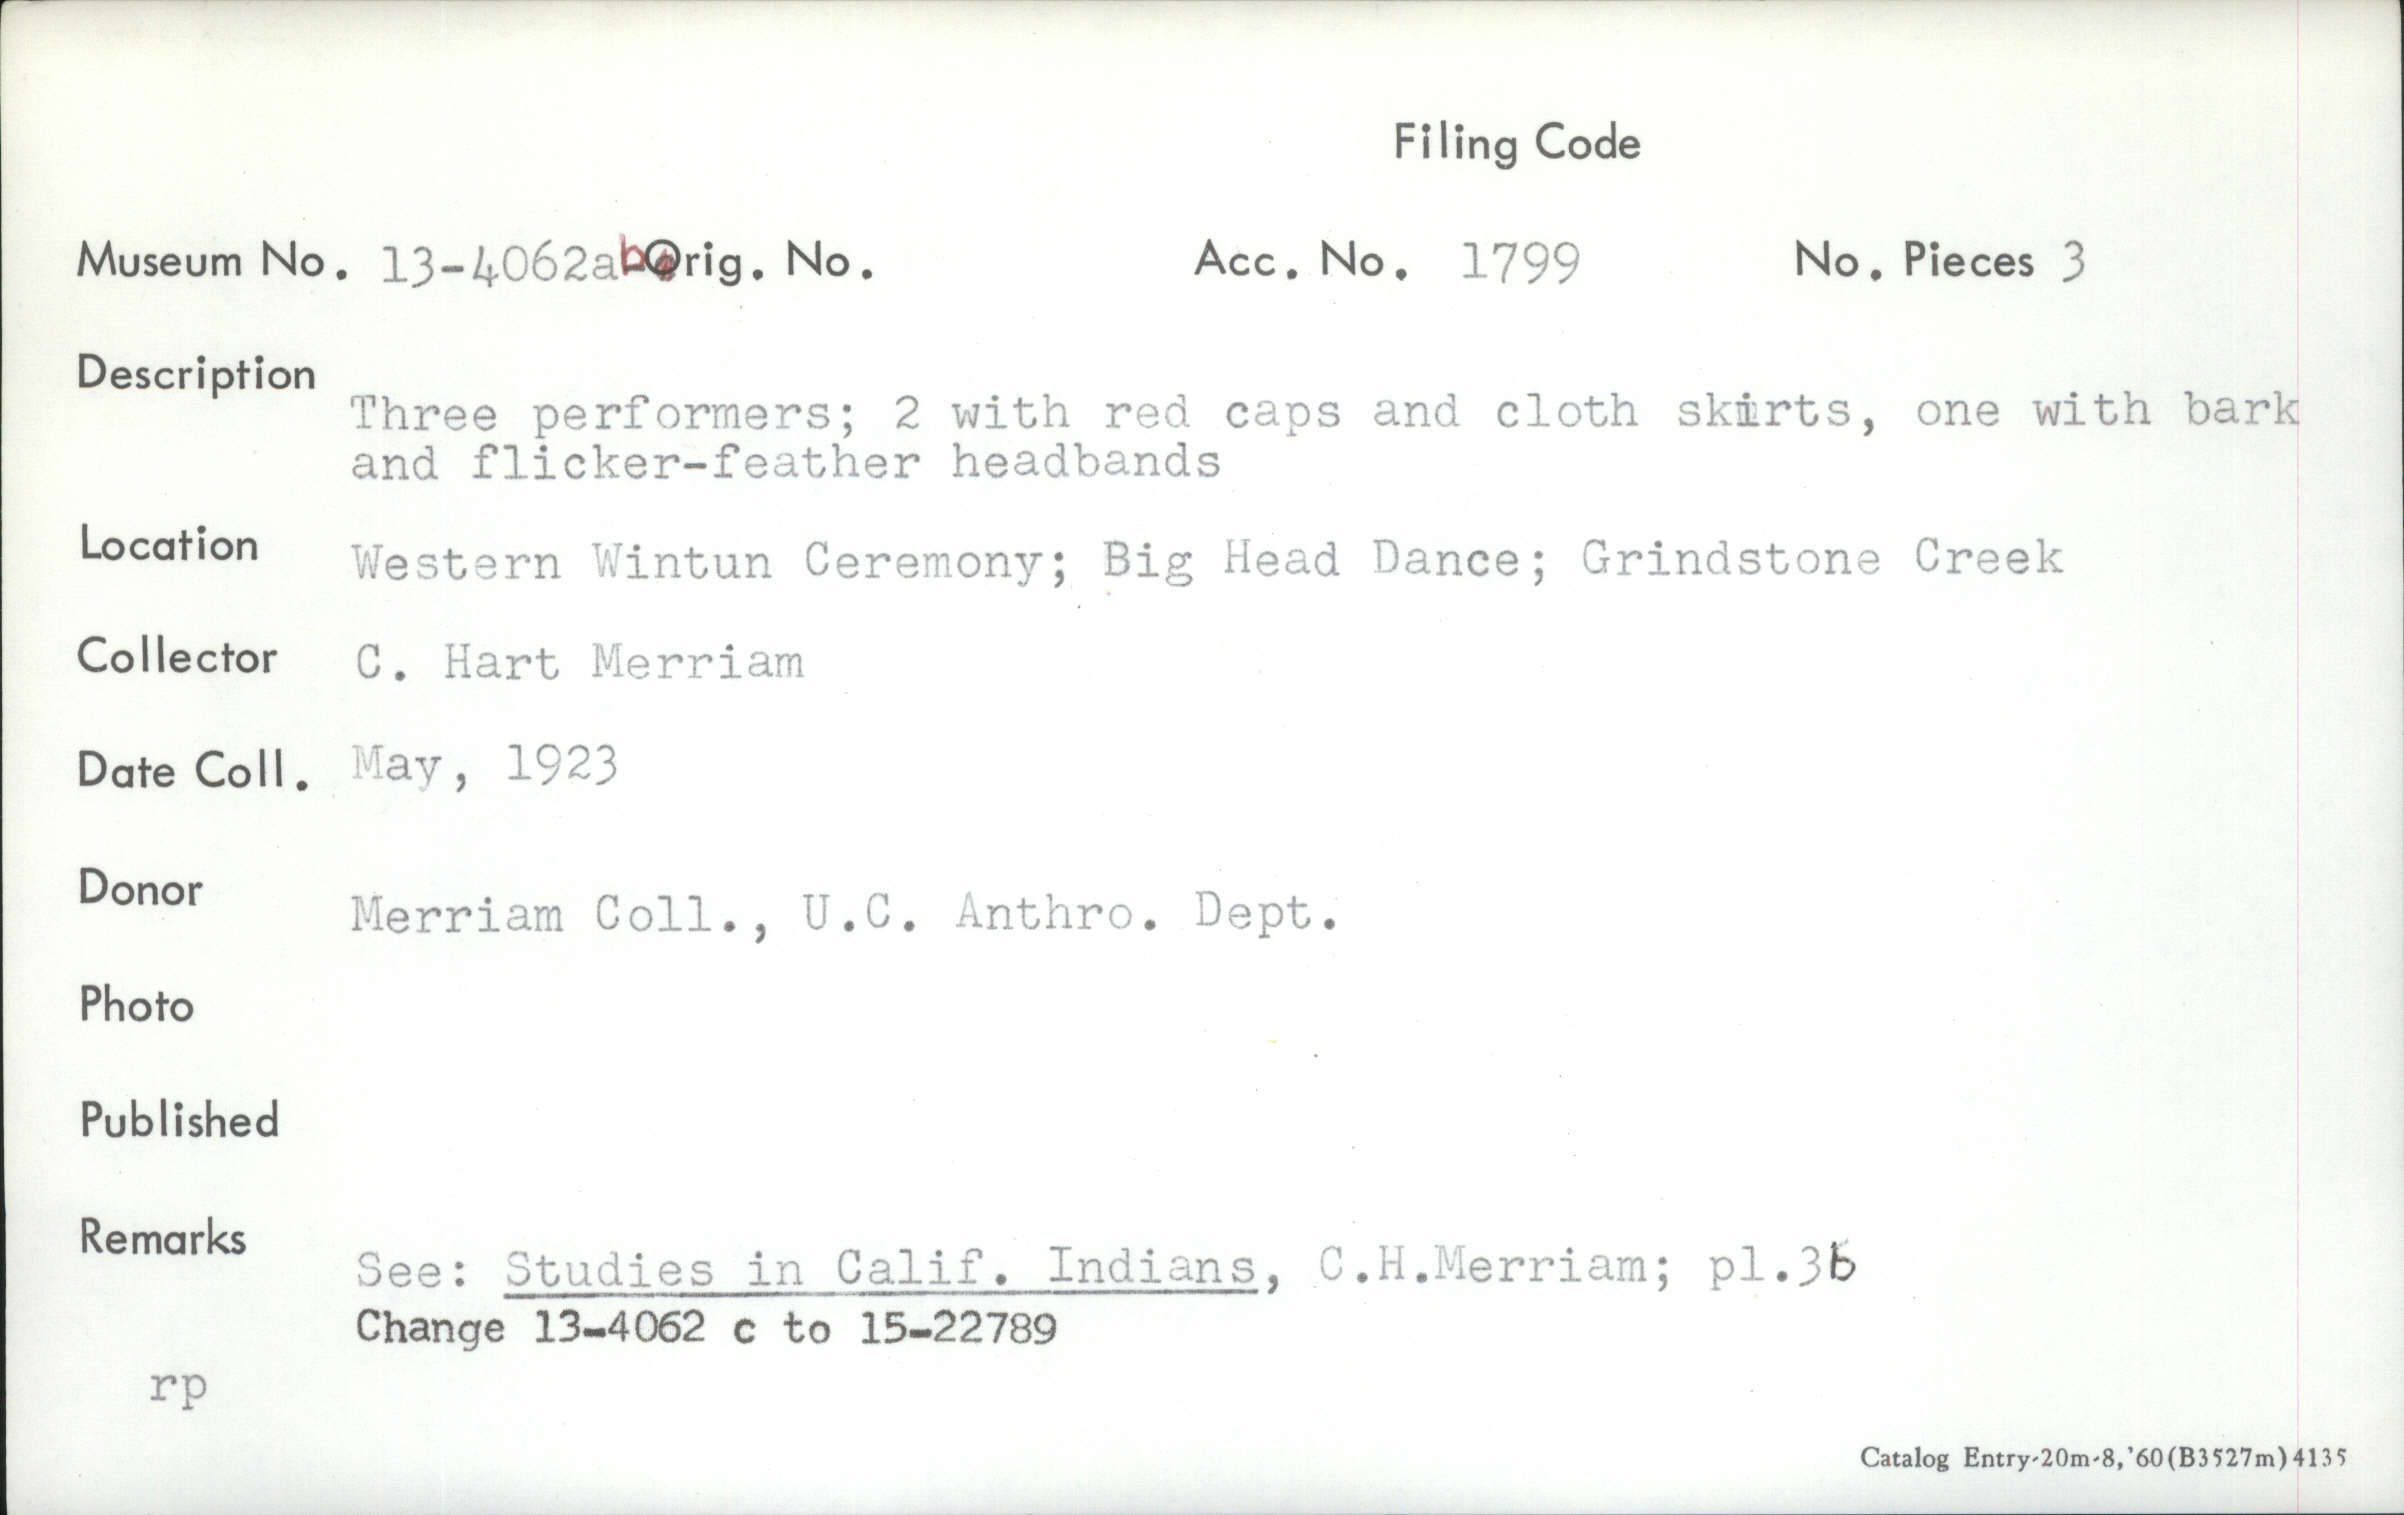 Filing Code
Museum No. 13-4062ab Orig. No. Acc. No. 1799 No. Pieces 3
Description
Three performers; 2 with red caps and cloth skirts, one with bark
and flicker-feather headbands
Location Western Wintun Ceremony; Big Head Dance; Grindstone Creek
Collector C. Hart Merriam
Date Coll. May, 1923
Donor Merriam Coll., U.C. Anthro. Dept.
Photo
Published
Remarks
See: Studies in Calif. Indians, C.H.Merriam; pl.3b
Change 13-4062 c to 15-22789
rp
Catalog Entry-20m-8,'60(B3527m)4135